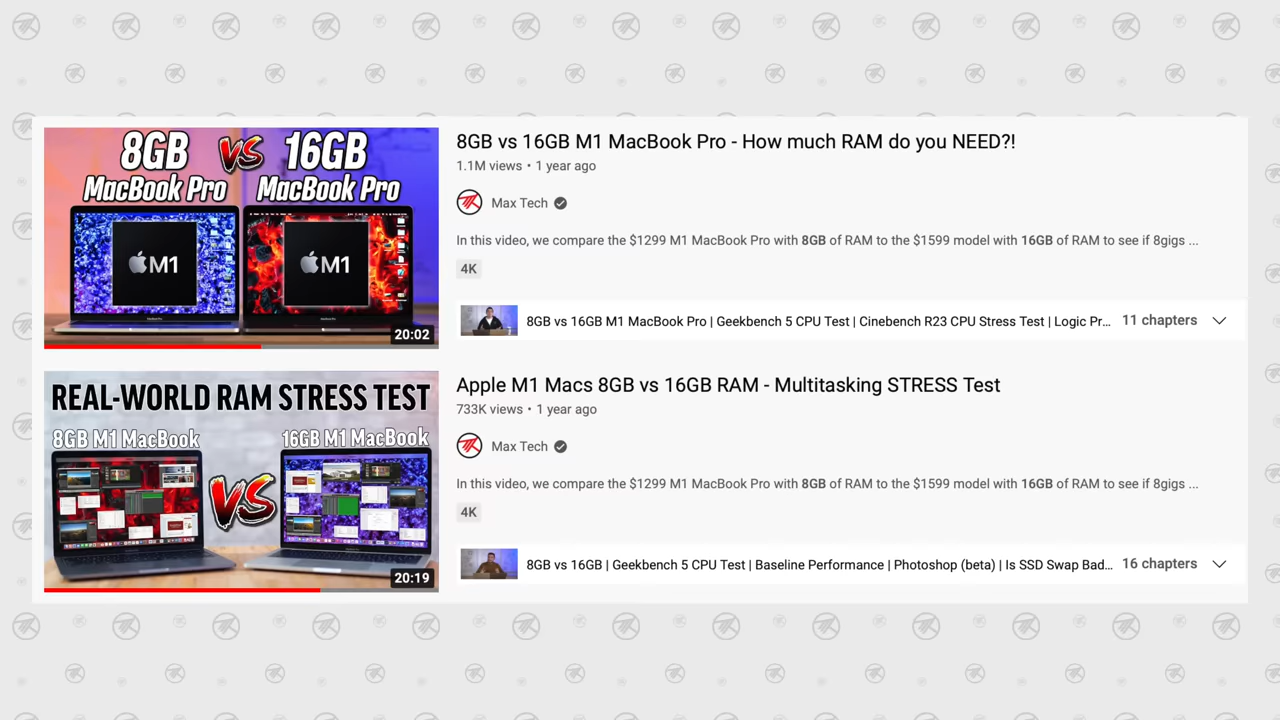 8GB VS 16GB
MacBook Pro MacBook Pro
M1 M1
20:02
8GB vs 16GB M1 MacBook Pro - How much RAM do you NEED?!
1.1M views • 1 year ago
Max Tech
In this video, we compare the $1299 M1 MacBook Pro with 8GB of RAM to the $1599 model with 16GB of RAM to see if 8gigs ...
4K
8GB vs 16GB M1 MacBook Pro | Geekbench 5 CPU Test | Cinebench R23 CPU Stress Test | Logic Pr... 11 chapters
REAL-WORLD RAM STRESS TEST
8GB M1 MacBook 16GB M1 MacBook
VS
20:19
Apple M1 Macs 8GB vs 16GB RAM - Multitasking STRESS Test
733K views • 1 year ago
Max Tech
In this video, we compare the $1299 M1 MacBook Pro with 8GB of RAM to the $1599 model with 16GB of RAM to see if 8gigs ...
4K
8GB vs 16GB | Geekbench 5 CPU Test | Baseline Performance | Photoshop (beta) | Is SSD Swap Bad... 16 chapters